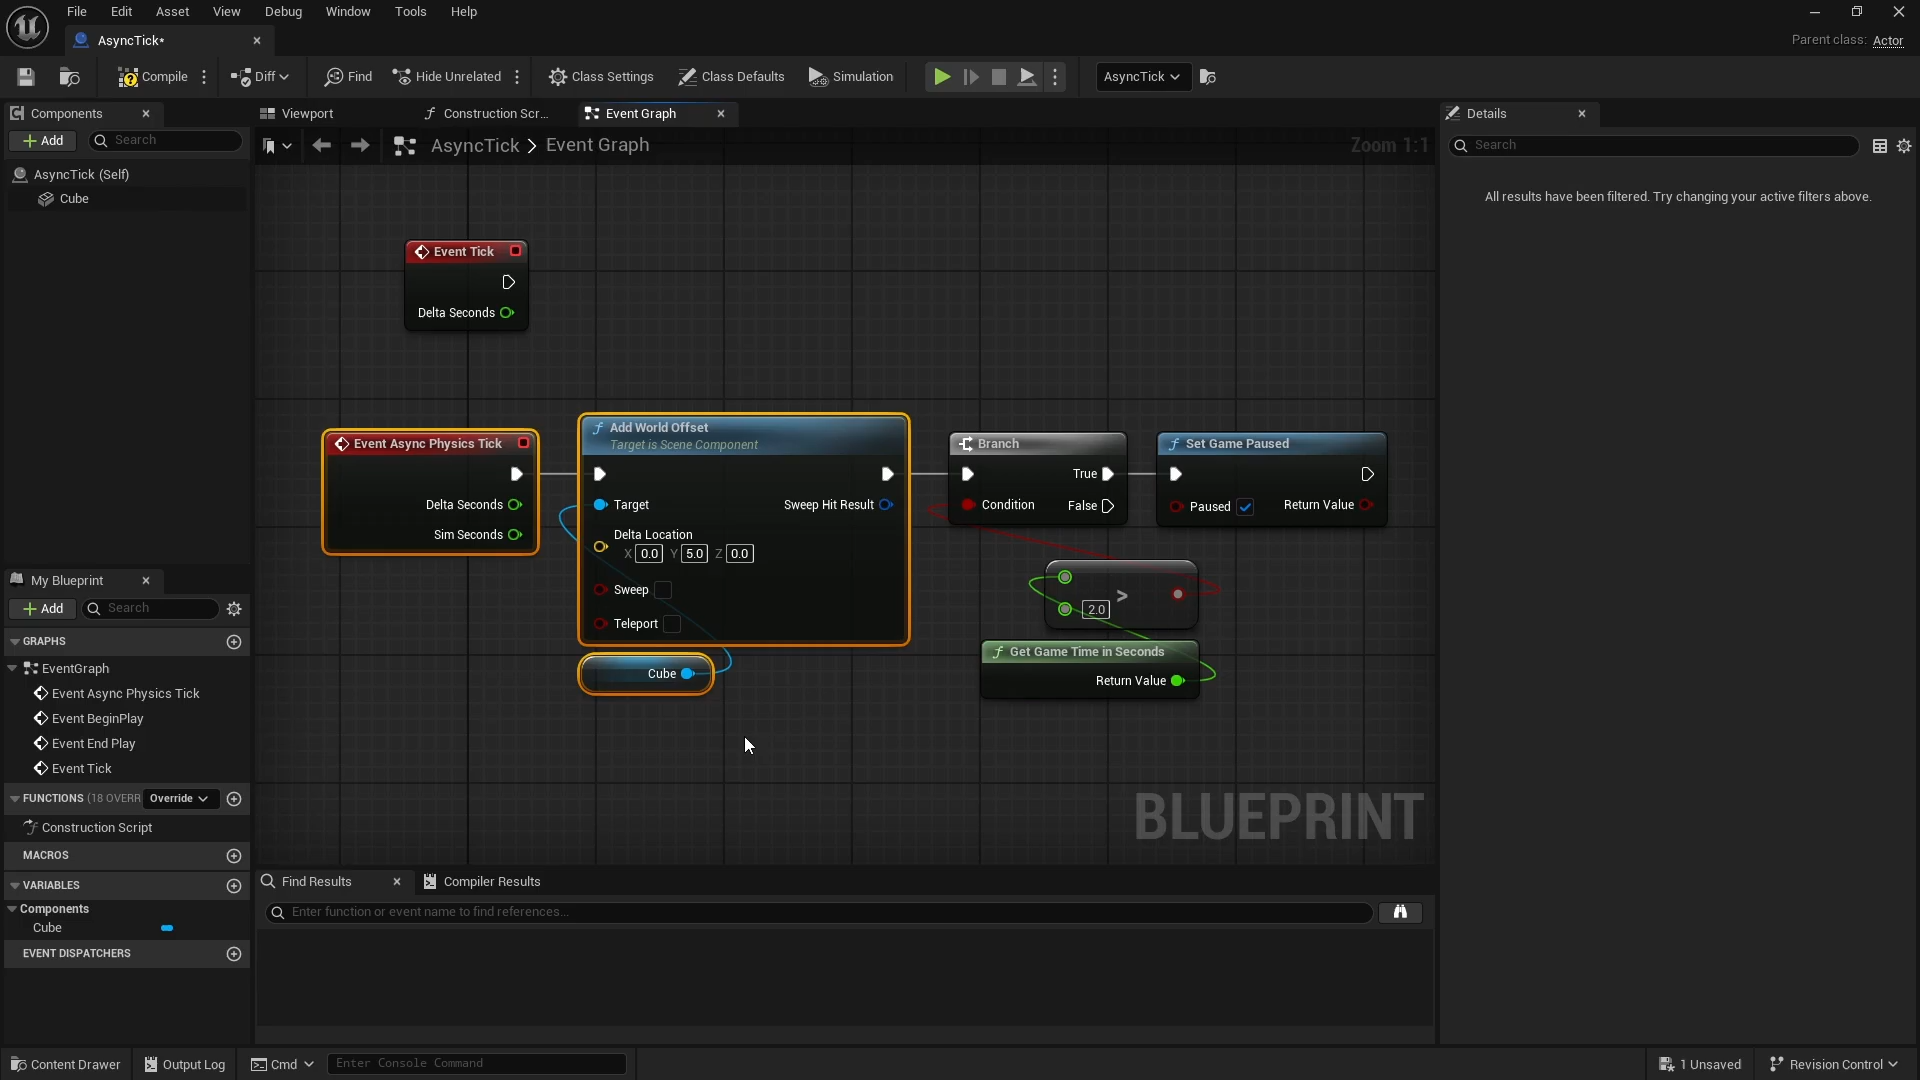 File Edit Asset View Debug Window Tools Help
AsyncTick*
Parent class: Actor
Compile Diff Find Hide Unrelated Class Settings Class Defaults Simulation AsyncTick
Components
Viewport Construction Scr... Event Graph
Details
Add Search
AsyncTick > Event Graph
Zoom 1:1
Search
AsyncTick (Self)
Cube
All results have been filtered. Try changing your active filters above.
Event Tick
Delta Seconds
Event Async Physics Tick
Delta Seconds
Sim Seconds
Add World Offset
Target is Scene Component
Target Sweep Hit Result
Delta Location
X 0.0 Y 5.0 Z 0.0
Sweep
Teleport
Cube
Branch
True
Condition False
Set Game Paused
Paused Return Value
2.0 >
Get Game Time in Seconds
Return Value
BLUEPRINT
My Blueprint
Add Search
GRAPHS
EventGraph
Event Async Physics Tick
Event BeginPlay
Event End Play
Event Tick
FUNCTIONS (18 OVERR Override
Construction Script
MACROS
VARIABLES
Components
Cube
EVENT DISPATCHERS
Find Results Compiler Results
Enter function or event name to find references...
Content Drawer Output Log Cmd Enter Console Command 1 Unsaved Revision Control